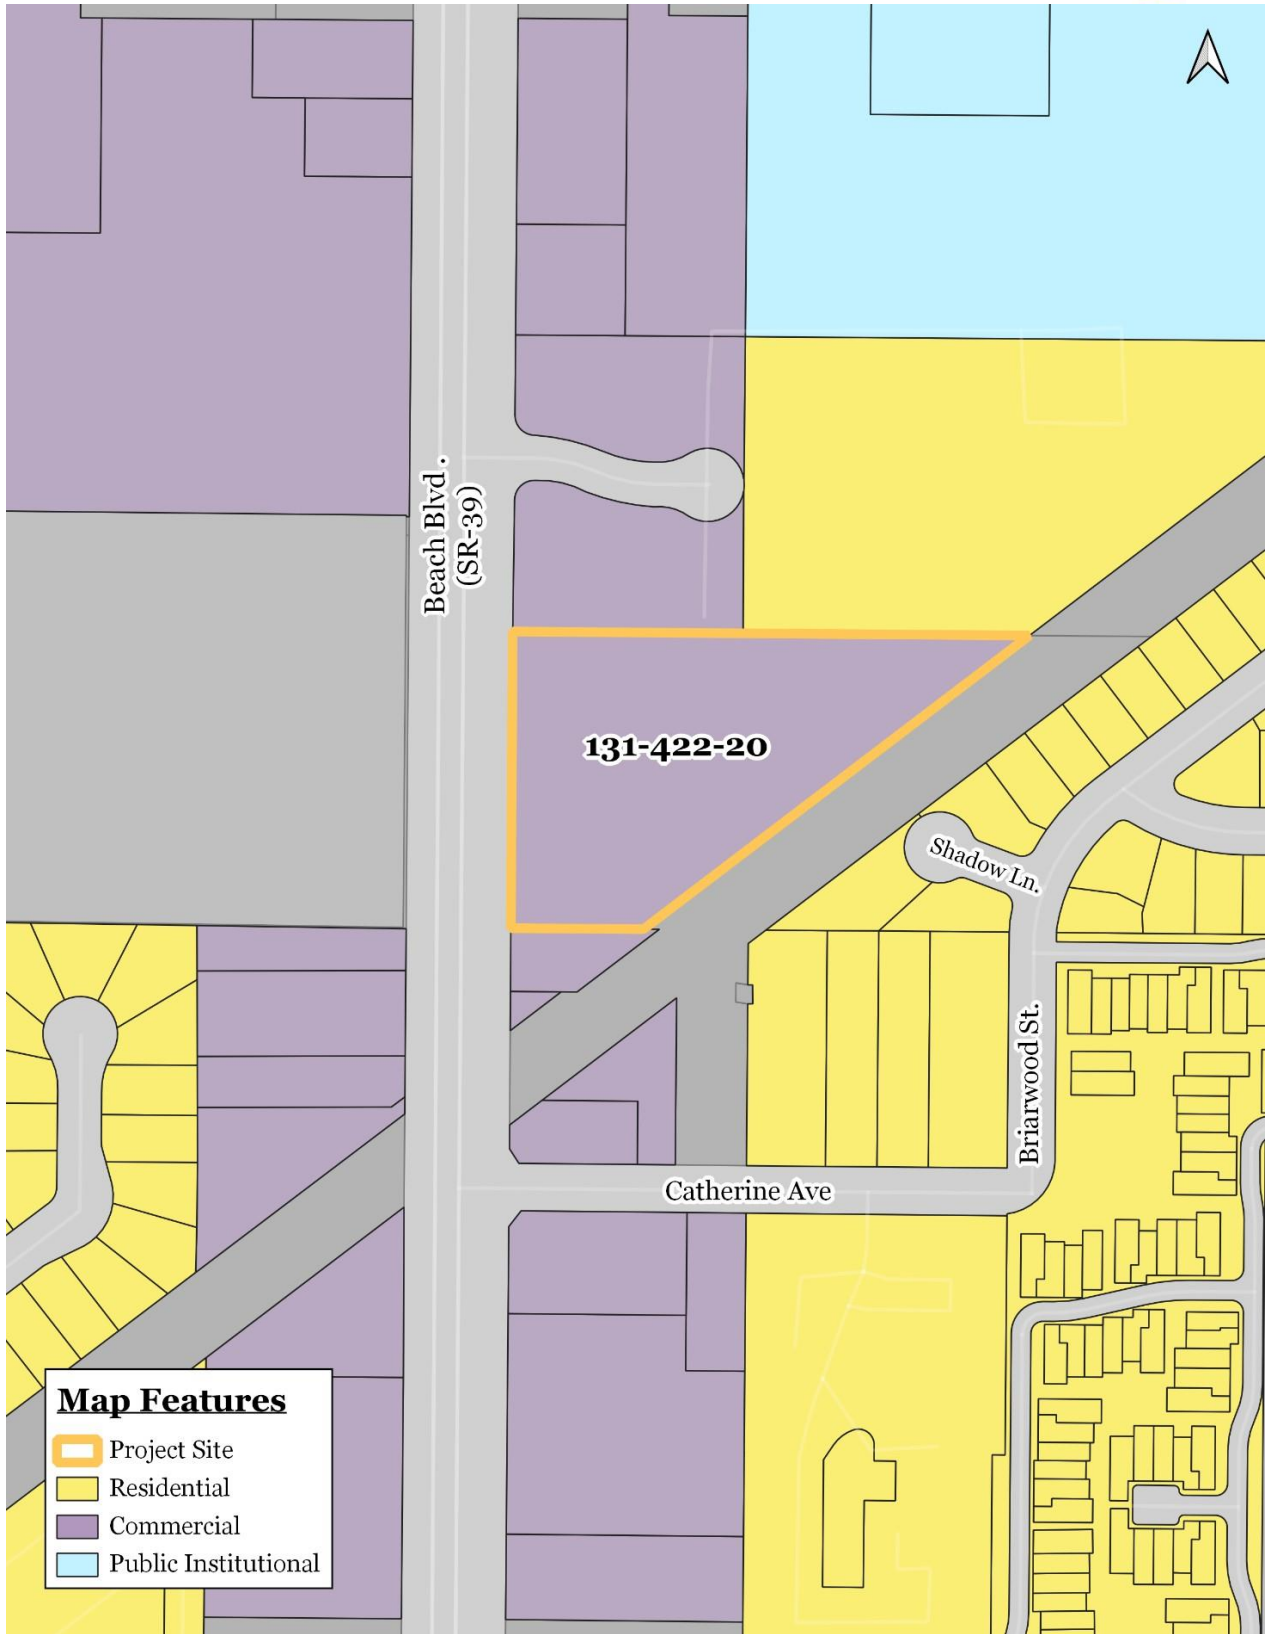 Beach Blvd.
(SR-39)
131-422-20
Shadow Ln.
Briarwood St.
Catherine Ave
Map Features
Project Site
Residential
Commercial
Public Institutional